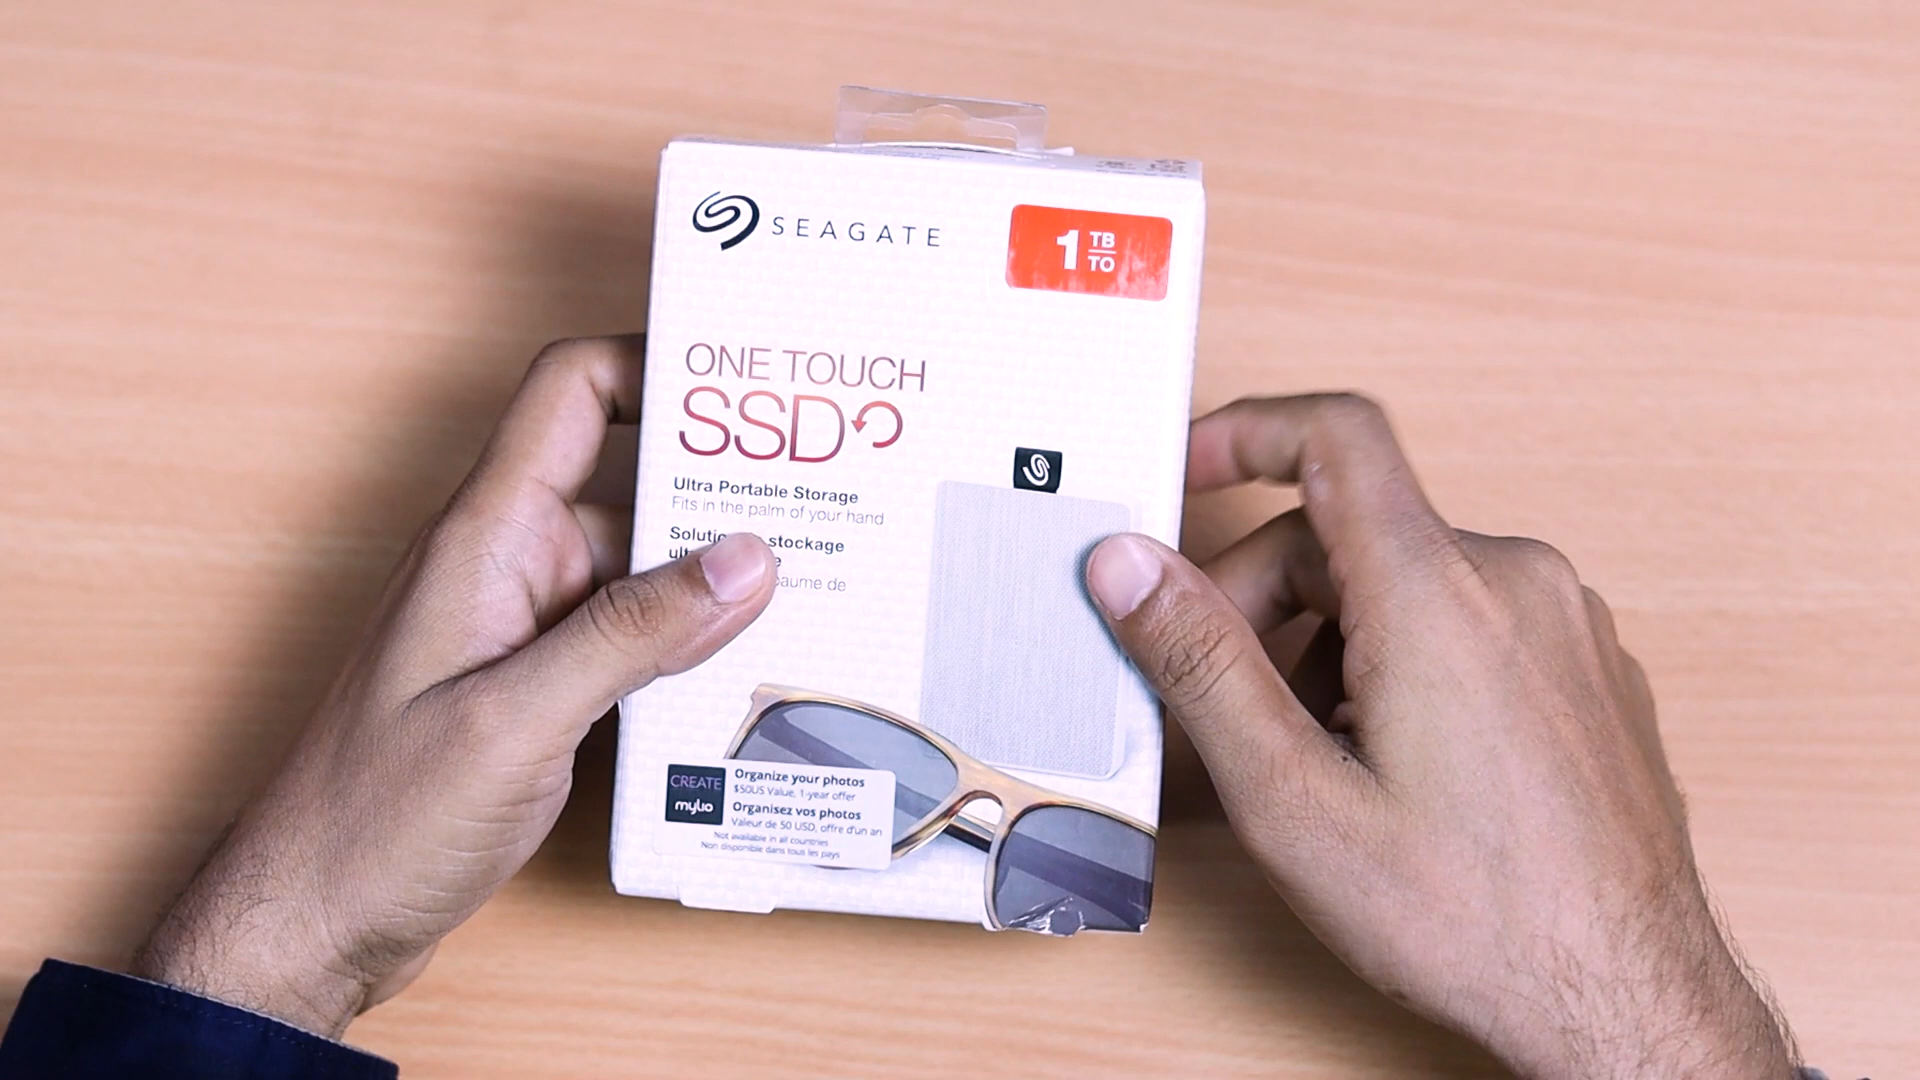 SEAGATE
1 TB
TO
ONE TOUCH
SSD
Ultra Portable Storage
Fits in the palm of your hand
stockage
de
CREATE
mylio
Organize your photos
$50US Value, 1-year offer
Organisez vos photos
Valeur de 50 USD, offre d'un an
Not available in all countries
Non disponible dans tous les pays